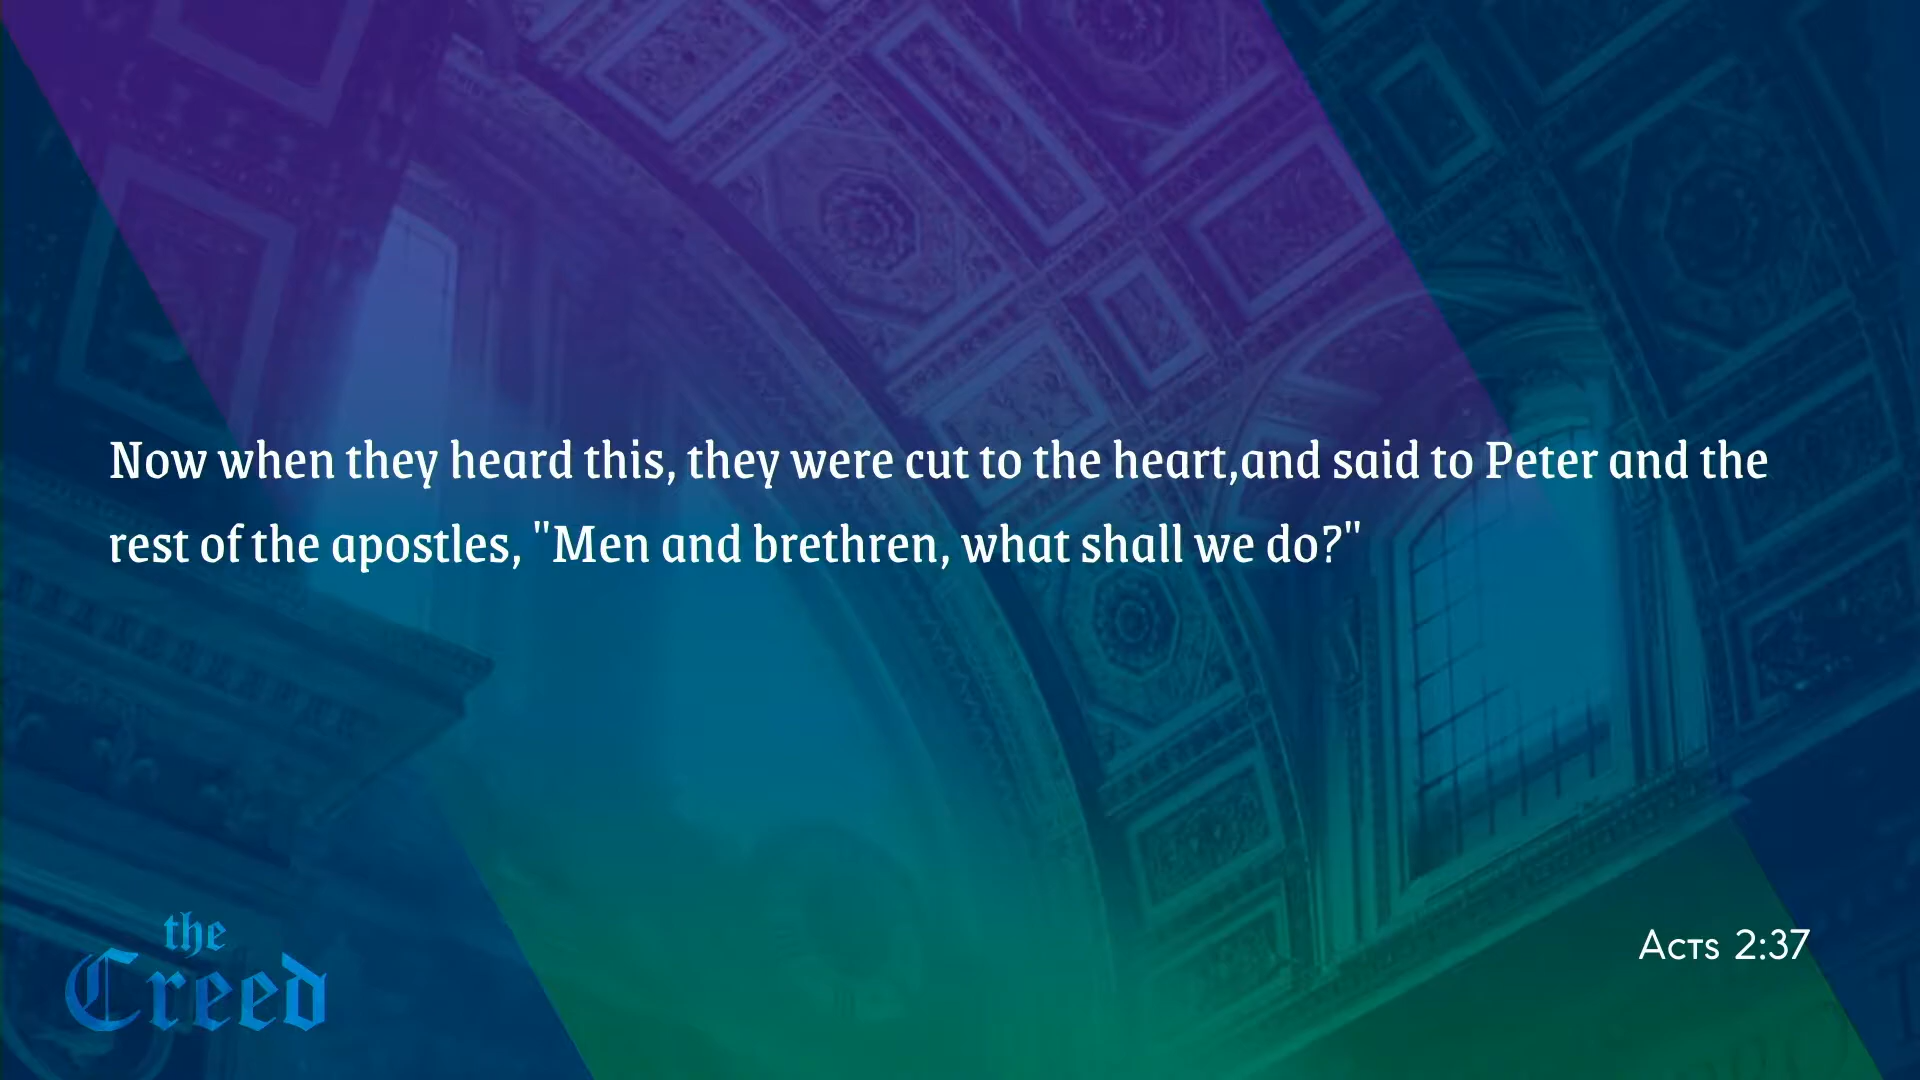 Now when they heard this, they were cut to the heart,and said to Peter and the
rest of the apostles, "Men and brethren, what shall we do?"
the
Creed
Acts 2:37